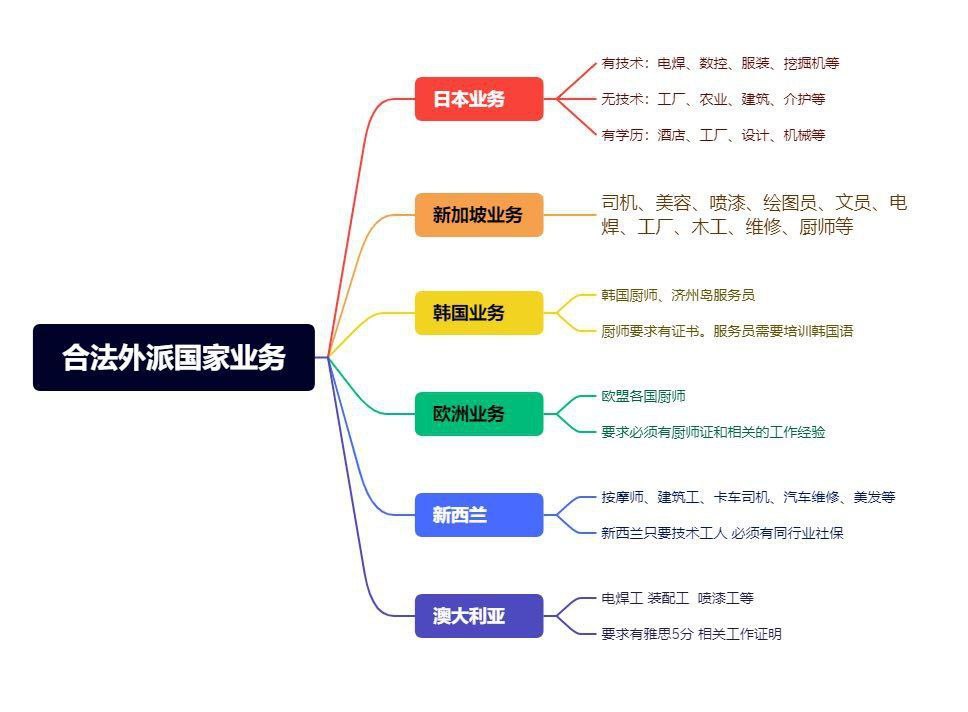 合法外派国家业务
日本业务
有技术：电焊、数控、服装、挖掘机等
无技术：工厂、农业、建筑、介护等
有学历：酒店、工厂、设计、机械等
新加坡业务
司机、美容、喷漆、绘图员、文员、电
焊、工厂、木工、维修、厨师等
韩国业务
韩国厨师、济州岛服务员
厨师要求有证书。服务员需要培训韩国语
欧洲业务
欧盟各国厨师
要求必须有厨师证和相关的工作经验
新西兰
按摩师、建筑工、卡车司机、汽车维修、美发等
新西兰只要技术工人 必须有同行业社保
澳大利亚
电焊工 装配工 喷漆工等
要求有雅思5分 相关工作证明